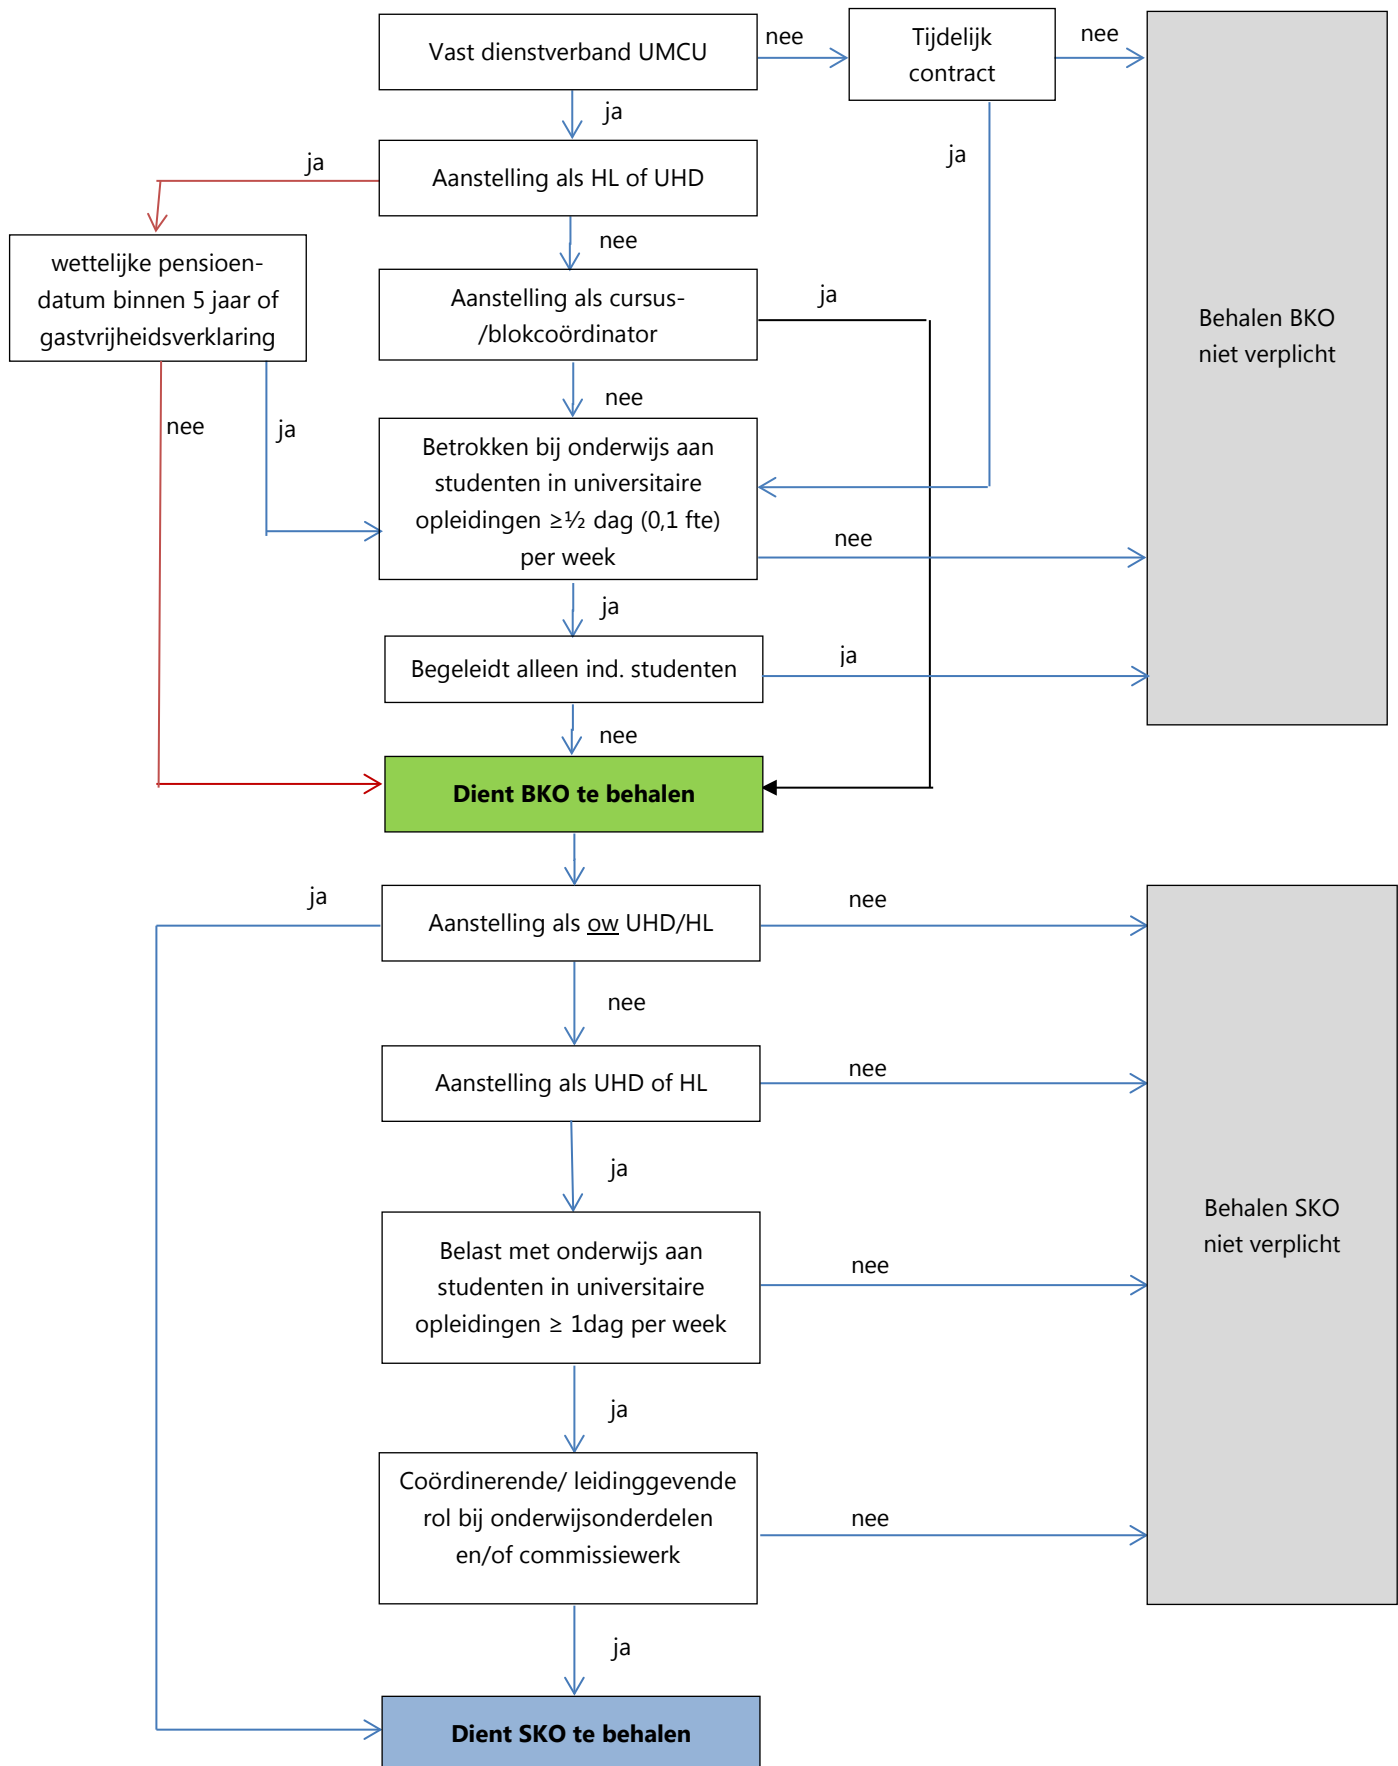 Vast dienstverband UMCU
nee
Tijdelijk
contract
nee
ja
ja
Aanstelling als HL of UHD
ja
nee
wettelijke pensioen-
datum binnen 5 jaar of
gastvrijheidsverklaring
Aanstelling als cursus-
/blokcoördinator
ja
Behalen BKO
niet verplicht
nee
nee
ja
Betrokken bij onderwijs aan
studenten in universitaire
opleidingen ≥½ dag (0,1 fte)
per week
nee
ja
Begeleidt alleen ind. studenten
ja
nee
Dient BKO te behalen
ja
Aanstelling als ow UHD/HL
nee
nee
Aanstelling als UHD of HL
nee
ja
Belast met onderwijs aan
studenten in universitaire
opleidingen ≥ 1dag per week
nee
Behalen SKO
niet verplicht
ja
Coördinerende/ leidinggevende
rol bij onderwijsonderdelen
en/of commissiewerk
nee
ja
Dient SKO te behalen